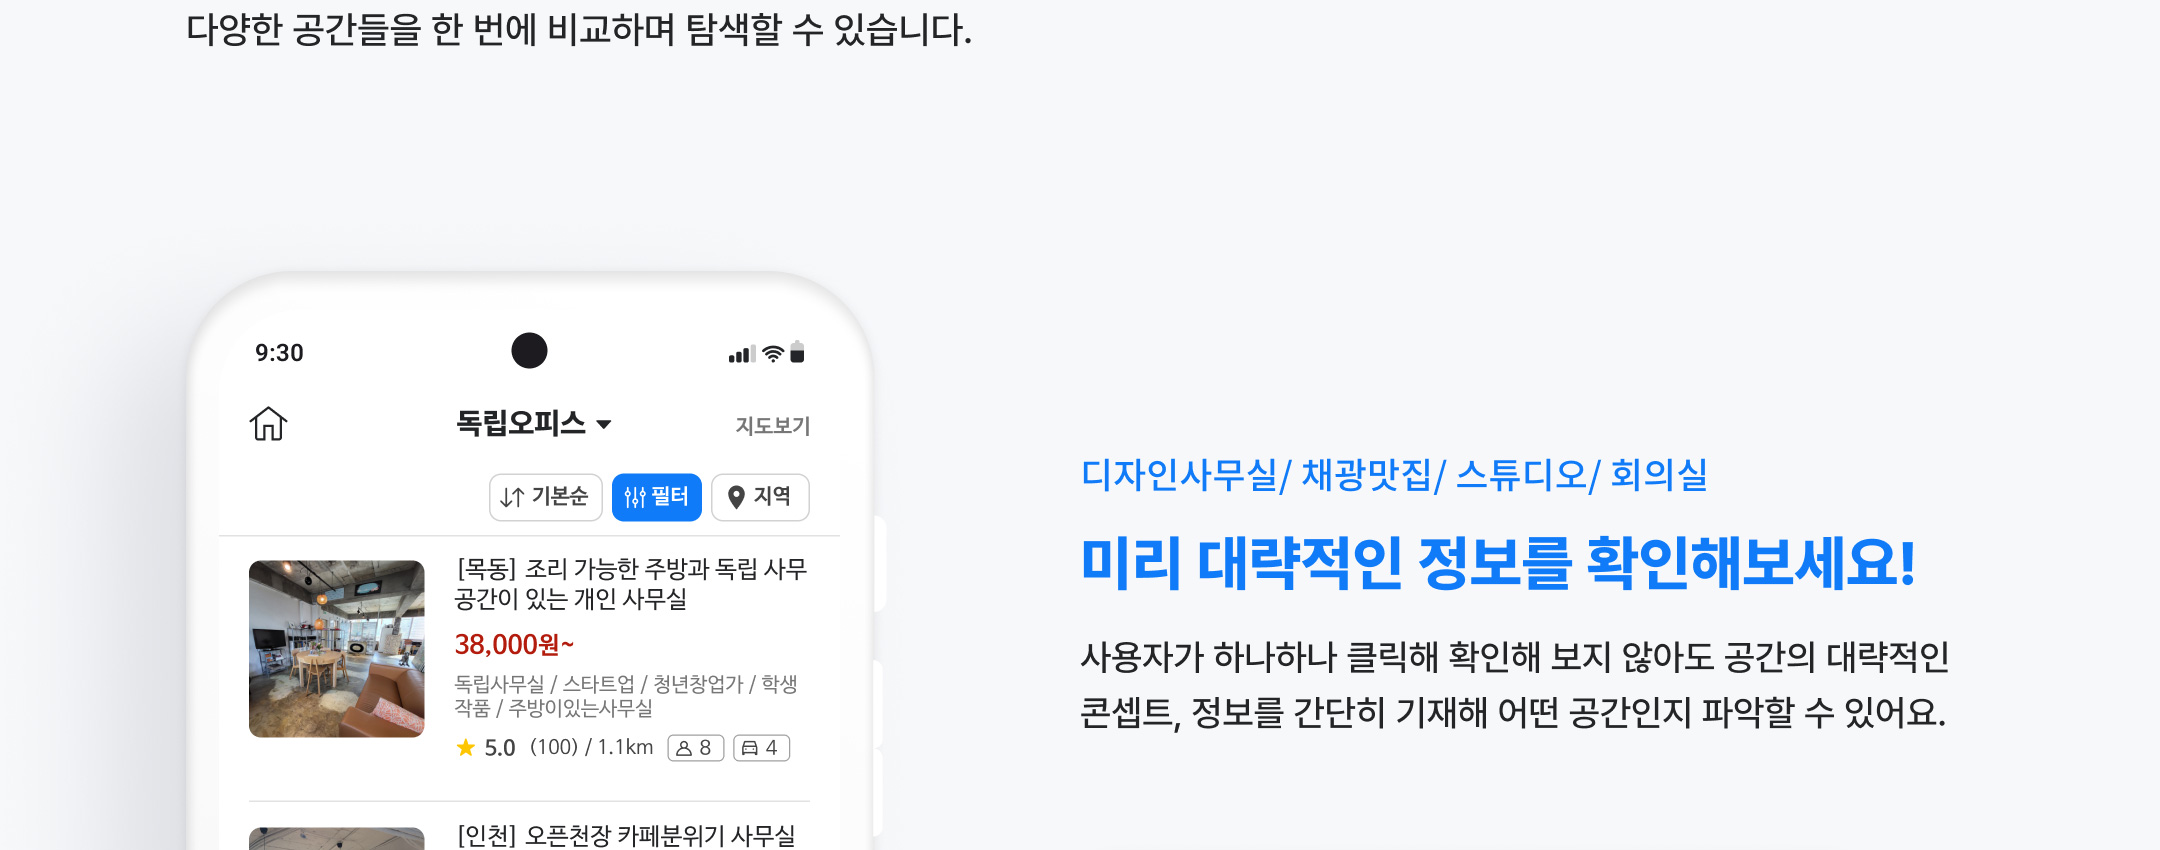 다양한 공간들을 한 번에 비교하며 탐색할 수 있습니다.
9:30
독립오피스
지도보기
기본순
필터
지역
[목동] 조리 가능한 주방과 독립 사무
공간이 있는 개인 사무실
38,000원~
독립사무실 / 스타트업 / 청년창업가 / 학생
작품 / 주방이있는사무실
5.0 (100) / 1.1km 8 4
[인천] 오픈천장 카페분위기 사무실
디자인사무실/ 채광맛집/ 스튜디오/ 회의실
미리 대략적인 정보를 확인해보세요!
사용자가 하나하나 클릭해 확인해 보지 않아도 공간의 대략적인
콘셉트, 정보를 간단히 기재해 어떤 공간인지 파악할 수 있어요.